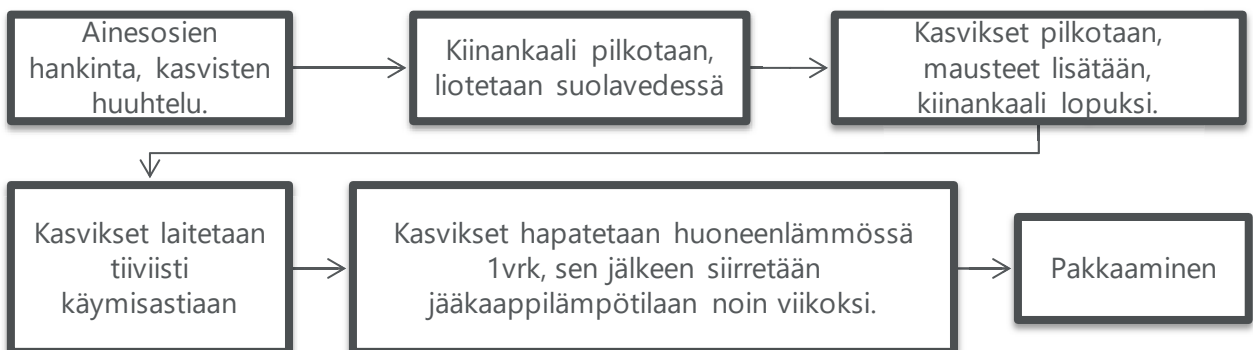 Ainesosien
hankinta, kasvisten
huuhtelu.
Kiinankaali pilkotaan,
liotetaan suolavedessä
Kasvikset pilkotaan,
mausteet lisätään,
kiinankaali lopuksi.
Kasvikset laitetaan
tiiviisti
käymisastiaan
Kasvikset hapatetaan huoneenlämmössä
1vrk, sen jälkeen siirretään
jääkaappilämpötilaan noin viikoksi.
Pakkaaminen